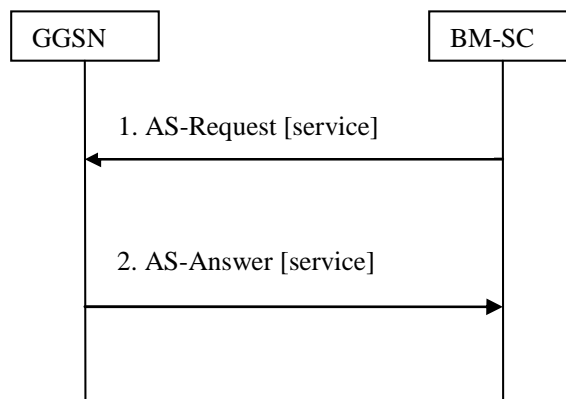 GGSN
BM-SC
1. AS-Request [service]
2. AS-Answer [service]